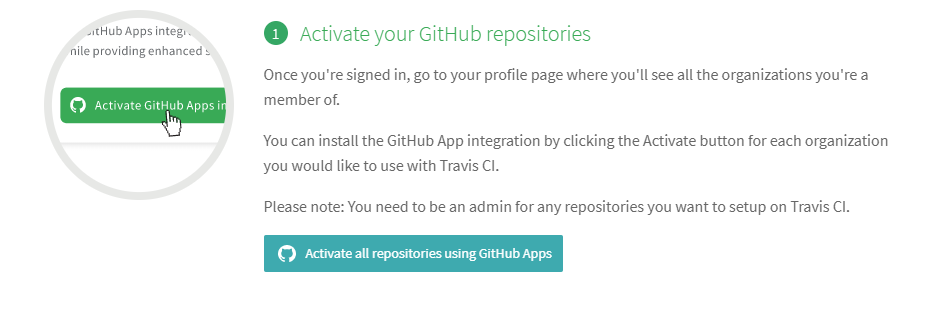 GitHub Apps
while providing enhanced
Activate GitHub Apps
1 Activate your GitHub repositories
Once you're signed in, go to your profile page where you'll see all the organizations you're a
member of.
You can install the GitHub App integration by clicking the Activate button for each organization
you would like to use with Travis CI.
Please note: You need to be an admin for any repositories you want to setup on Travis CI.
Activate all repositories using GitHub Apps